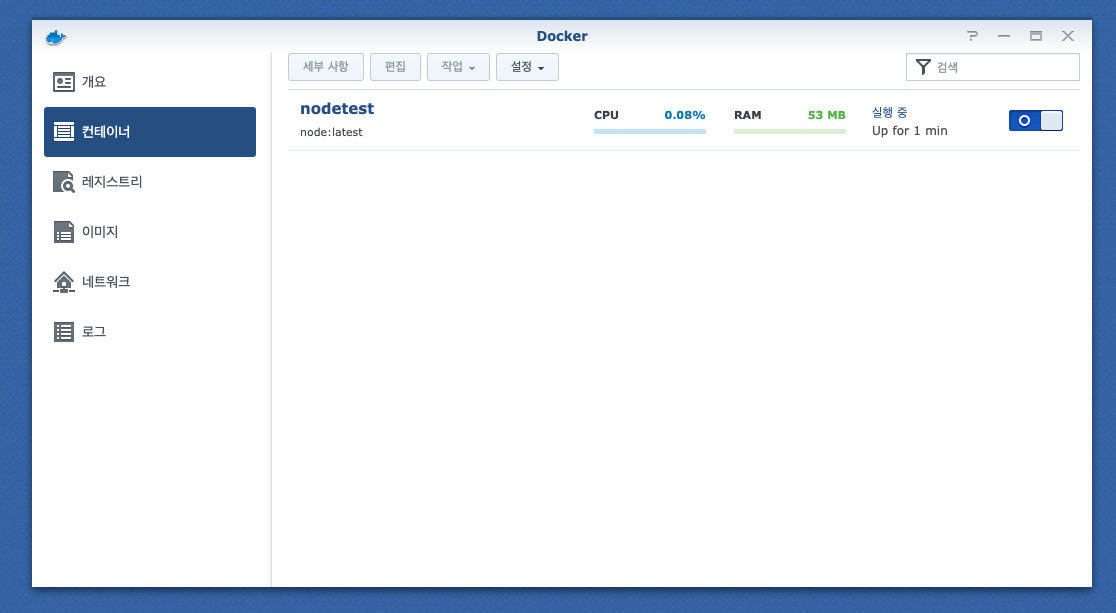 Docker
개요
컨테이너
레지스트리
이미지
네트워크
로그
세부 사항 편집 작업 설정 검색
nodetest
node:latest
CPU 0.08% RAM 53 MB
실행 중
Up for 1 min